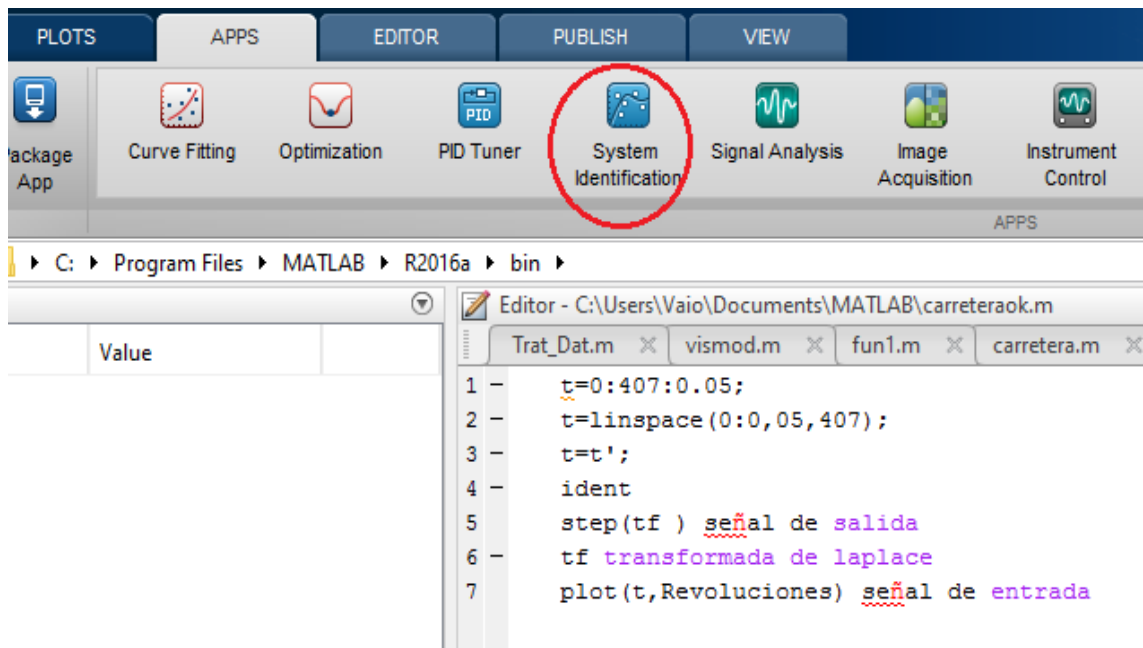 PLOTS APPS EDITOR PUBLISH VIEW
PID
Package App Curve Fitting Optimization PID Tuner System Identification Signal Analysis Image Acquisition Instrument Control
APPS
C: Program Files MATLAB R2016a bin
Editor - C:\Users\Vaio\Documents\MATLAB\carreteraok.m
Value
Trat_Dat.m vismod.m fun1.m carretera.m
1 - t=0:407:0.05;
2 - t=linspace(0:0,05,407);
3 - t=t';
4 - ident
5 step(tf ) señal de salida
6 - tf transformada de laplace
7 plot(t,Revoluciones) señal de entrada